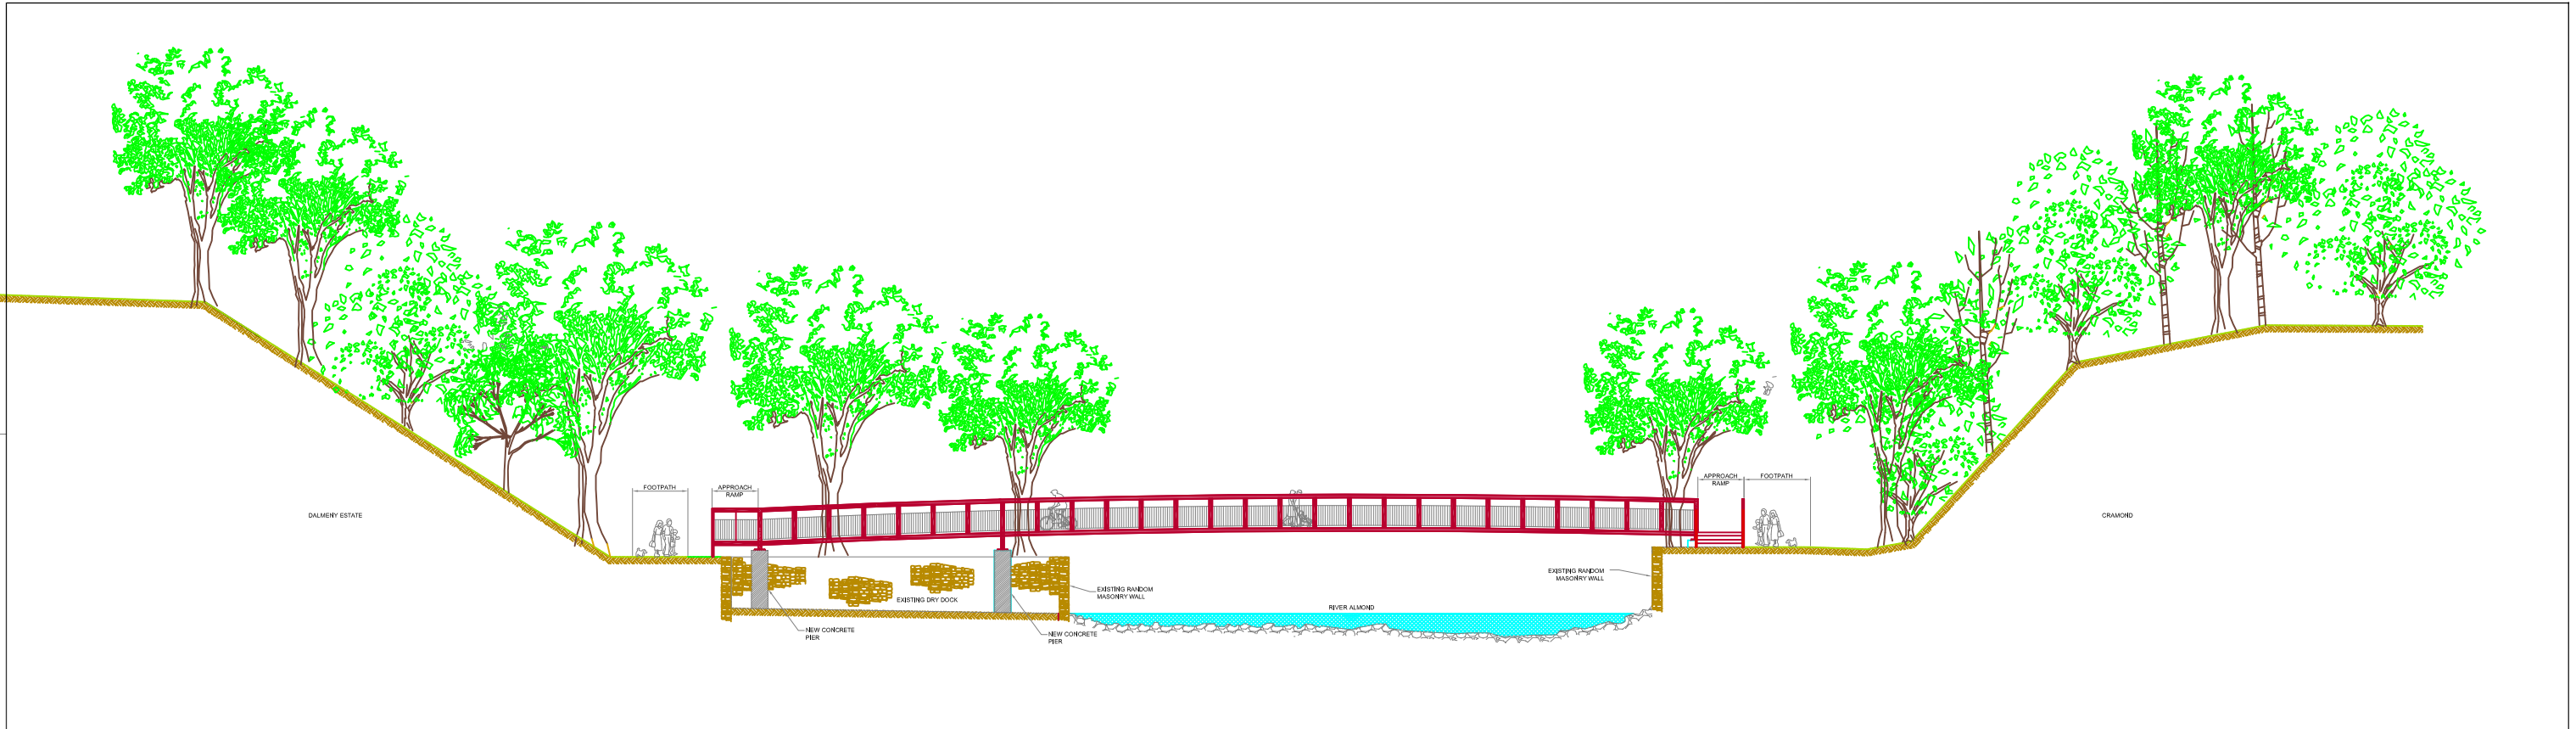 FOOTPATH
APPROACH
RAMP
APPROACH
RAMP
FOOTPATH
DALMENY ESTATE
CRAMOND
EXISTING RANDOM
MASONRY WALL
EXISTING DRY DOCK
EXISTING RANDOM
MASONRY WALL
RIVER ALMOND
NEW CONCRETE
PIER
NEW CONCRETE
PIER